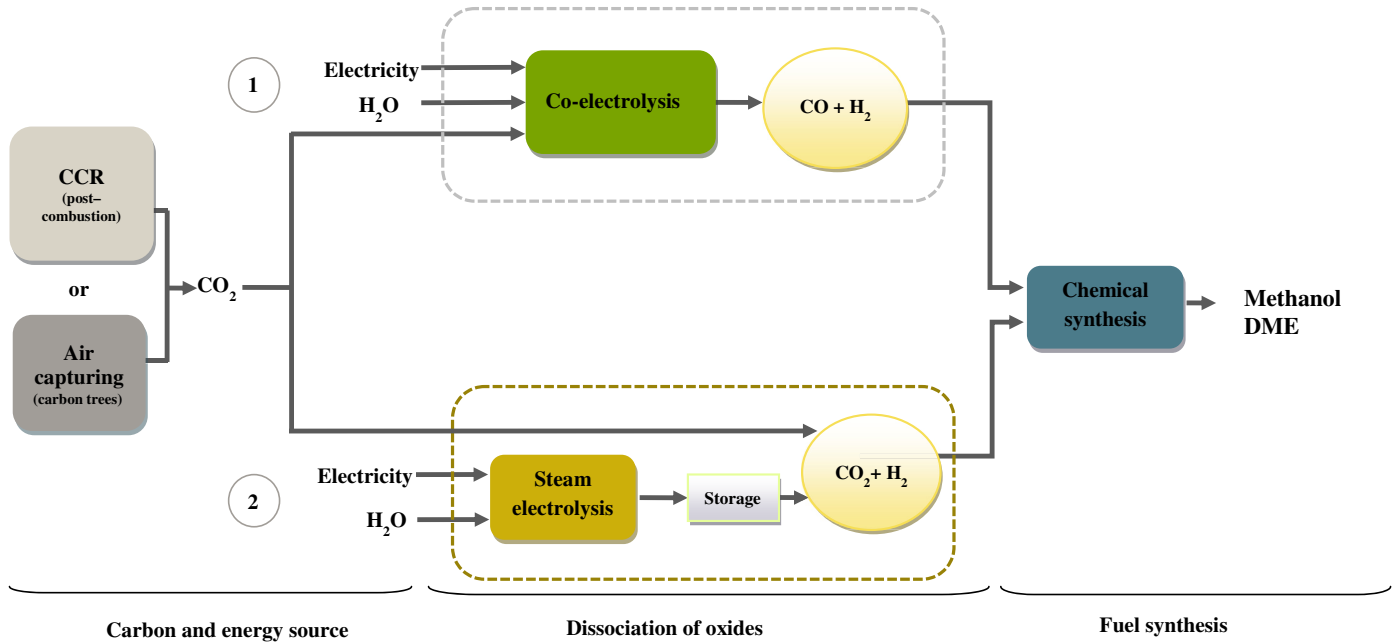 1
Electricity
H₂O
Co-electrolysis
CO + H₂
CCR
(post–
combustion)
or
CO₂
Air
capturing
(carbon trees)
Chemical
synthesis
Methanol
DME
2
Electricity
H₂O
Steam
electrolysis
Storage
CO₂+ H₂
Carbon and energy source
Dissociation of oxides
Fuel synthesis